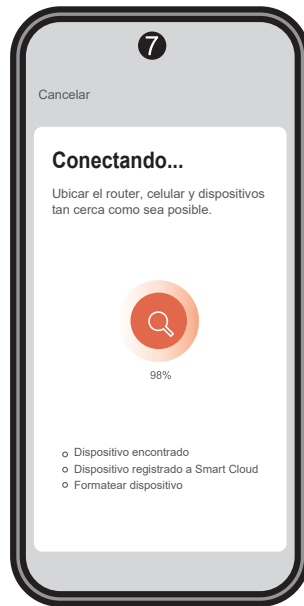 7
Cancelar
Conectando...
Ubicar el router, celular y dispositivos
tan cerca como sea posible.
98%
Dispositivo encontrado
Dispositivo registrado a Smart Cloud
Formatear dispositivo